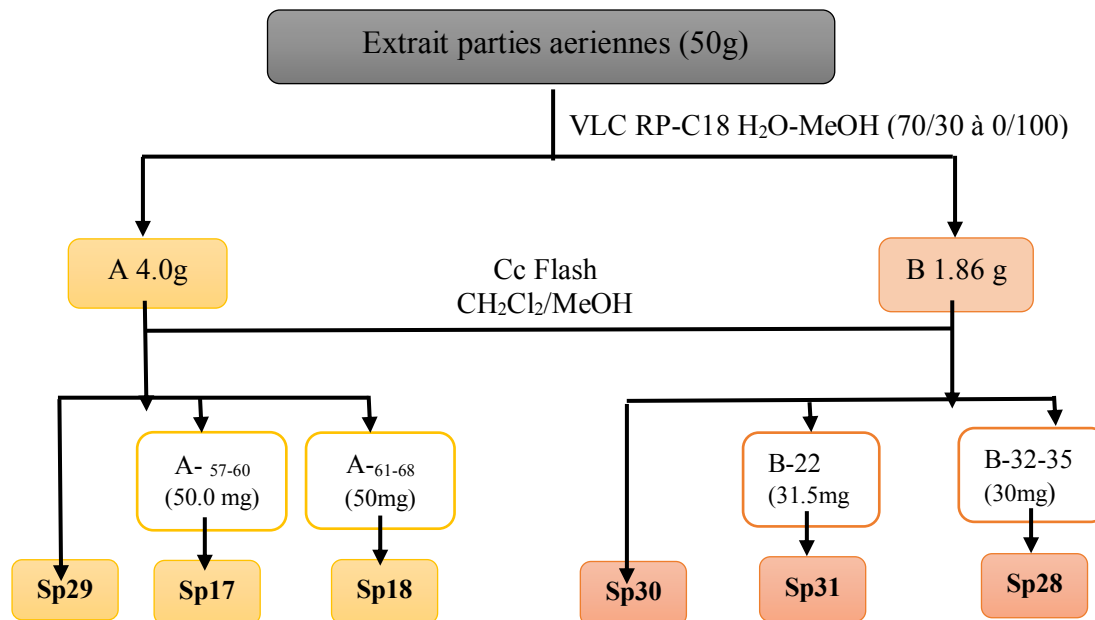 Extrait parties aeriennes (50g)
VLC RP-C18 H₂O-MeOH (70/30 à 0/100)
A 4.0g
Cc Flash
CH₂Cl₂/MeOH
B 1.86 g
A- 57-60
(50.0 mg)
A-61-68
(50mg)
B-22
(31.5mg
B-32-35
(30mg)
Sp29
Sp17
Sp18
Sp30
Sp31
Sp28